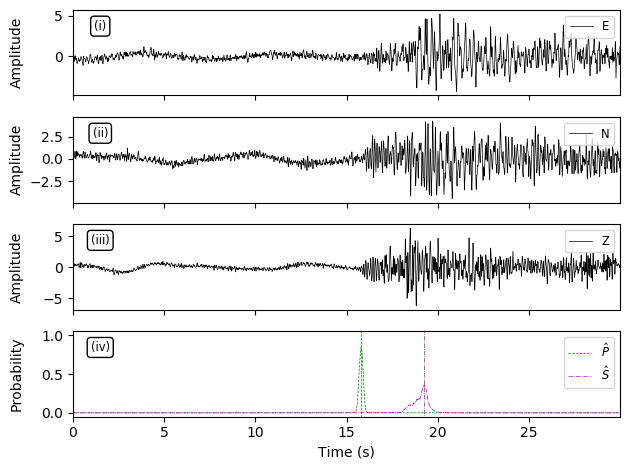 5
0
Amplitude
(i)
E
2.5
0.0
−2.5
Amplitude
(ii)
N
5
0
−5
Amplitude
(iii)
Z
1.0
0.5
0.0
Probability
(iv)
P̂
Ŝ
0 5 10 15 20 25
Time (s)